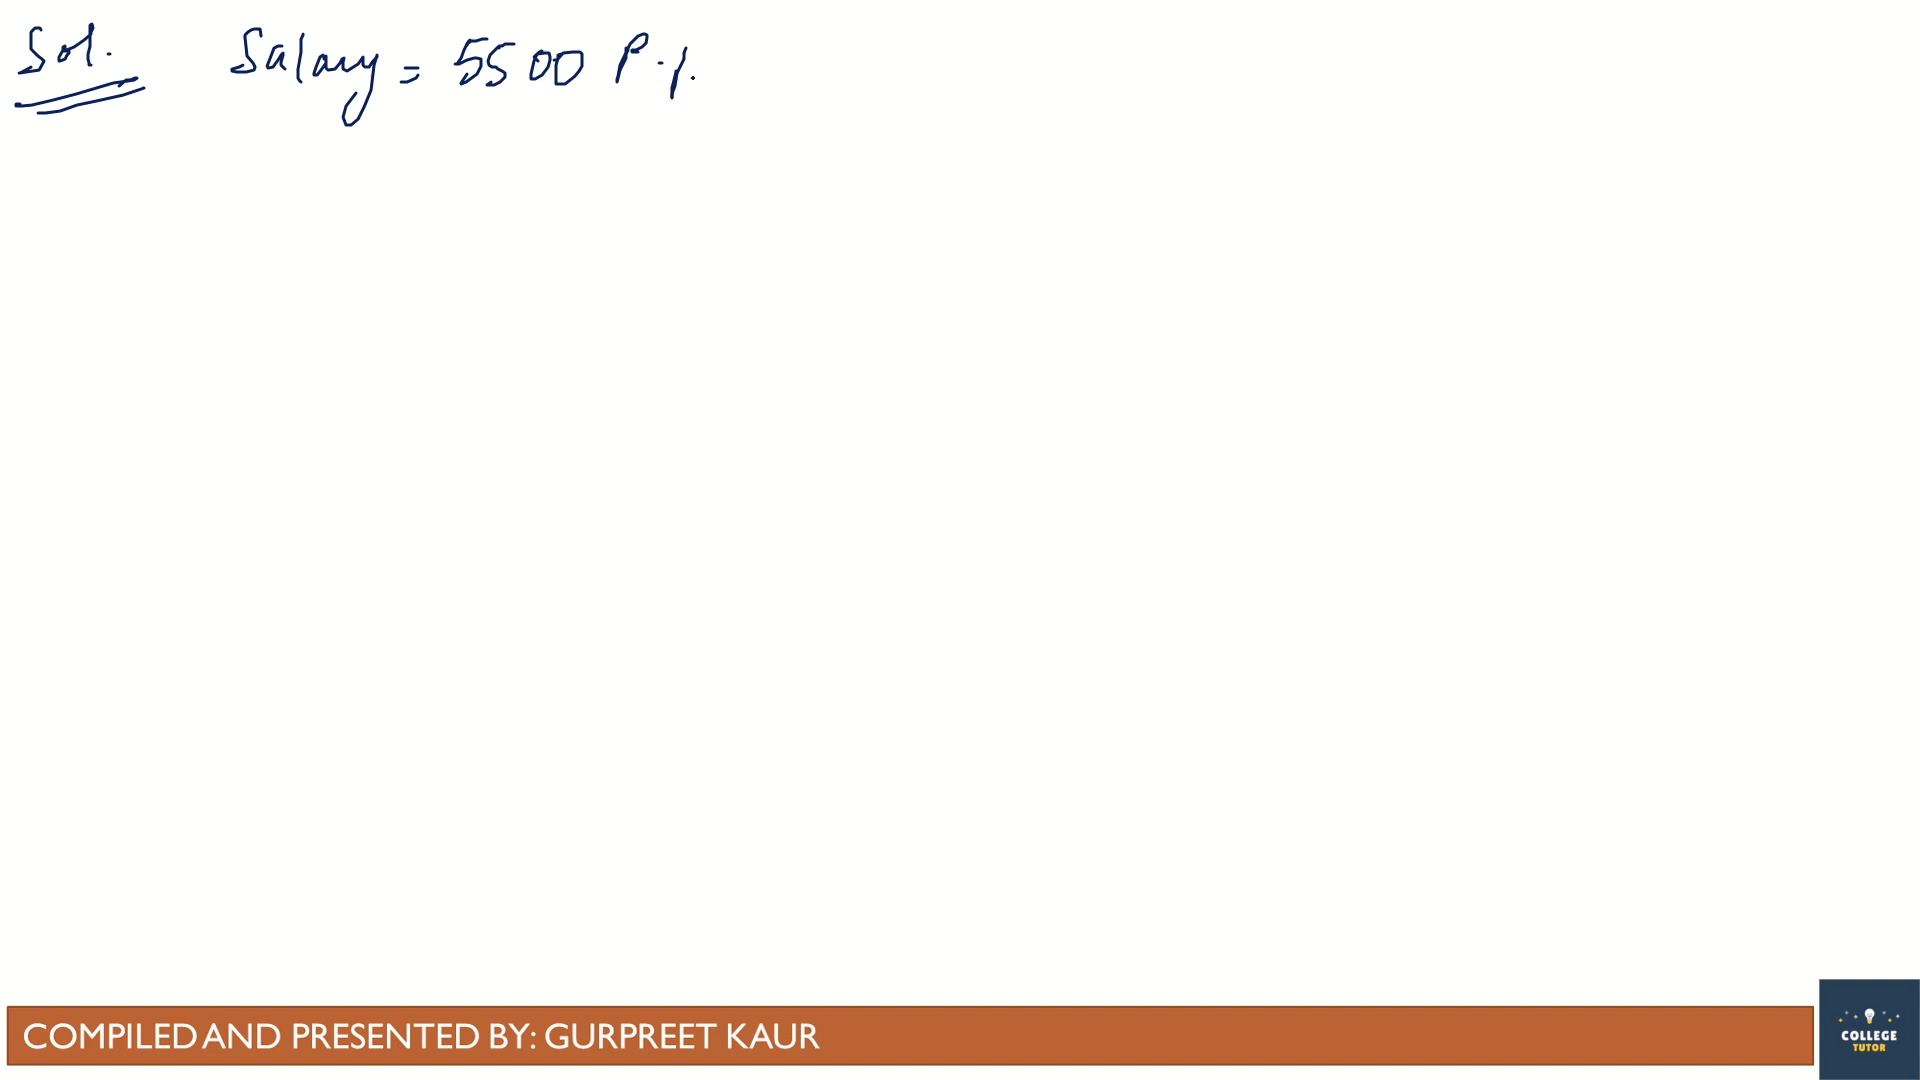 Sol. Salary = 5500 P.
COMPILED AND PRESENTED BY: GURPREET KAUR
COLLEGE
TUTOR